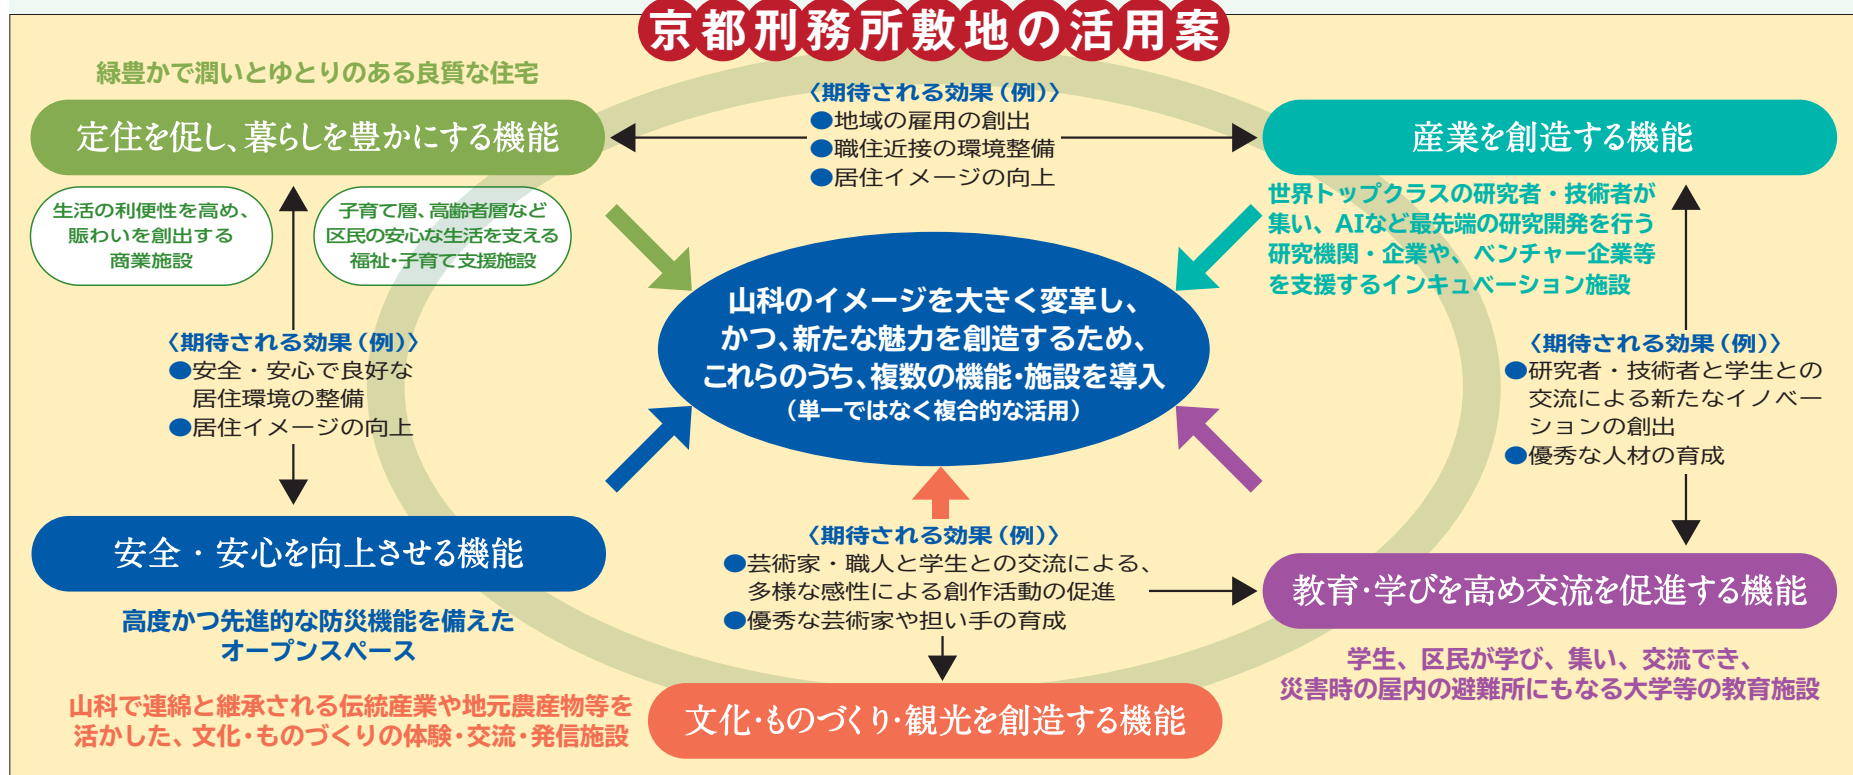 京都刑務所敷地の活用案
緑豊かで潤いとゆとりのある良質な住宅
定住を促し、暮らしを豊かにする機能
生活の利便性を高め、
賑わいを創出する
商業施設
子育て層、高齢者層など
区民の安心な生活を支える
福祉・子育て支援施設
〈期待される効果（例）〉
●地域の雇用の創出
●職住近接の環境整備
●居住イメージの向上
産業を創造する機能
世界トップクラスの研究者・技術者が
集い、AIなど最先端の研究開発を行う
研究機関・企業や、ベンチャー企業等
を支援するインキュベーション施設
山科のイメージを大きく変革し、
かつ、新たな魅力を創造するため、
これらのうち、複数の機能・施設を導入
（単一ではなく複合的な活用）
〈期待される効果（例）〉
●安全・安心で良好な
居住環境の整備
●居住イメージの向上
〈期待される効果（例）〉
●研究者・技術者と学生との
交流による新たなイノベー
ションの創出
●優秀な人材の育成
安全・安心を向上させる機能
高度かつ先進的な防災機能を備えた
オープンスペース
〈期待される効果（例）〉
●芸術家・職人と学生との交流による、
多様な感性による創作活動の促進
●優秀な芸術家や担い手の育成
教育・学びを高め交流を促進する機能
学生、区民が学び、集い、交流でき、
災害時の屋内の避難所にもなる大学等の教育施設
山科で連綿と継承される伝統産業や地元農産物等を
活かした、文化・ものづくりの体験・交流・発信施設
文化・ものづくり・観光を創造する機能